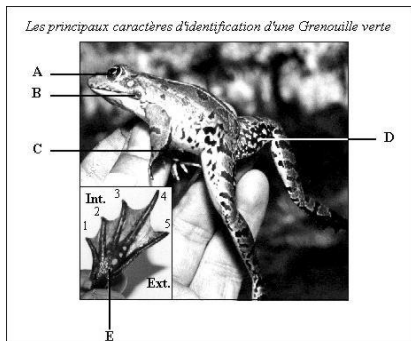 Les principaux caractères d'identification d'une Grenouille verte
A
B
C
D
Int.
1
2
3
4
5
Ext.
E